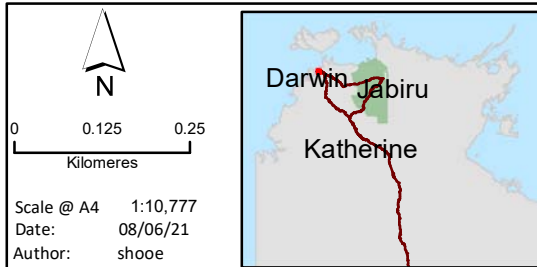 N
0 0.125 0.25
Kilomeres
Scale @ A4 1:10,777
Date: 08/06/21
Author: shooe
Darwin
Jabiru
Katherine